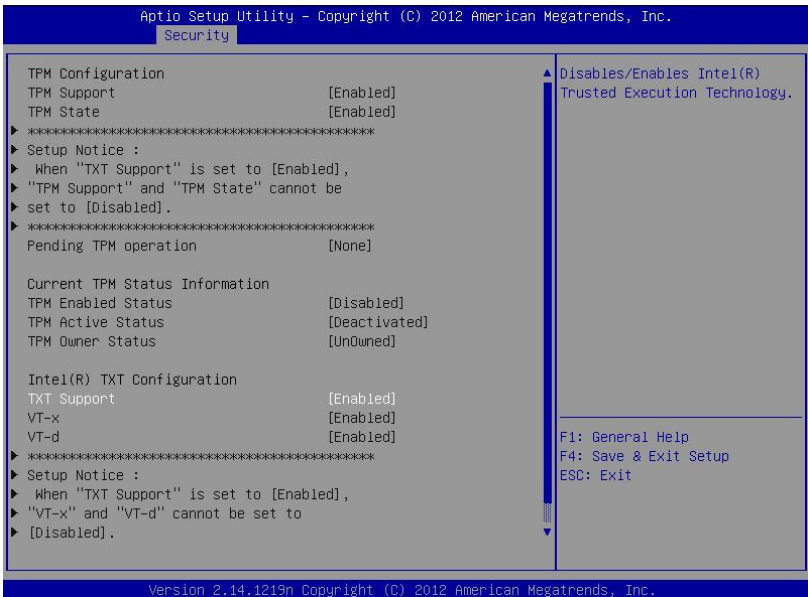 Aptio Setup Utility – Copyright (C) 2012 American Megatrends, Inc.
Security
TPM Configuration
TPM Support [Enabled]
TPM State [Enabled]
***********************************************
Setup Notice :
When "TXT Support" is set to [Enabled],
"TPM Support" and "TPM State" cannot be
set to [Disabled].
***********************************************
Pending TPM operation [None]
Current TPM Status Information
TPM Enabled Status [Disabled]
TPM Active Status [Deactivated]
TPM Owner Status [UnOwned]
Intel(R) TXT Configuration
TXT Support [Enabled]
VT-x [Enabled]
VT-d [Enabled]
***********************************************
Setup Notice :
When "TXT Support" is set to [Enabled],
"VT-x" and "VT-d" cannot be set to
[Disabled].
Disables/Enables Intel(R)
Trusted Execution Technology.
F1: General Help
F4: Save & Exit Setup
ESC: Exit
Version 2.14.1219n Copyright (C) 2012 American Megatrends, Inc.